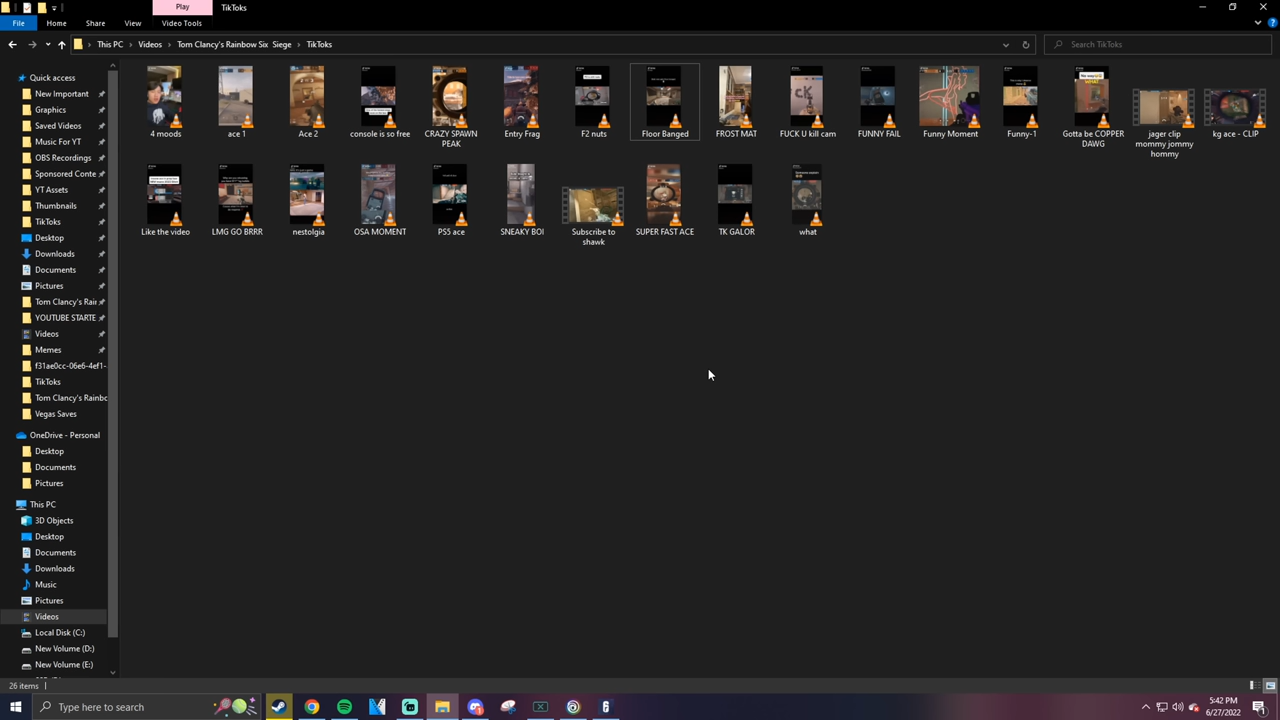 Play
TikToks
File
Home
Share
View
Video Tools
This PC
Videos
Tom Clancy's Rainbow Six Siege
TikToks
Search TikToks
Quick access
New Important
Graphics
Saved Videos
Music For YT
OBS Recordings
Sponsored Conte
YT Assets
Thumbnails
TikToks
Desktop
Downloads
Documents
Pictures
Tom Clancy's Rai
YOUTUBE STARTE
Videos
Memes
f31ae0cc-06e6-4ef1-
TikToks
Tom Clancy's Rainbo
Vegas Saves
OneDrive - Personal
Desktop
Documents
Pictures
This PC
3D Objects
Desktop
Documents
Downloads
Music
Pictures
Videos
Local Disk (C:)
New Volume (D:)
New Volume (E:)
4 moods
ace 1
Ace 2
console is so free
CRAZY SPAWN
PEAK
Entry Frag
F2 nuts
Floor Banged
FROST MAT
FUCK U kill cam
FUNNY FAIL
Funny Moment
Funny-1
Gotta be COPPER
DAWG
jager clip
mommy jommy
hommy
kg ace - CLIP
Like the video
LMG GO BRRR
nestolgia
OSA MOMENT
PS5 ace
SNEAKY BOI
Subscribe to
shawk
SUPER FAST ACE
TK GALOR
what
26 items
Type here to search
5:42 PM
6/27/2022